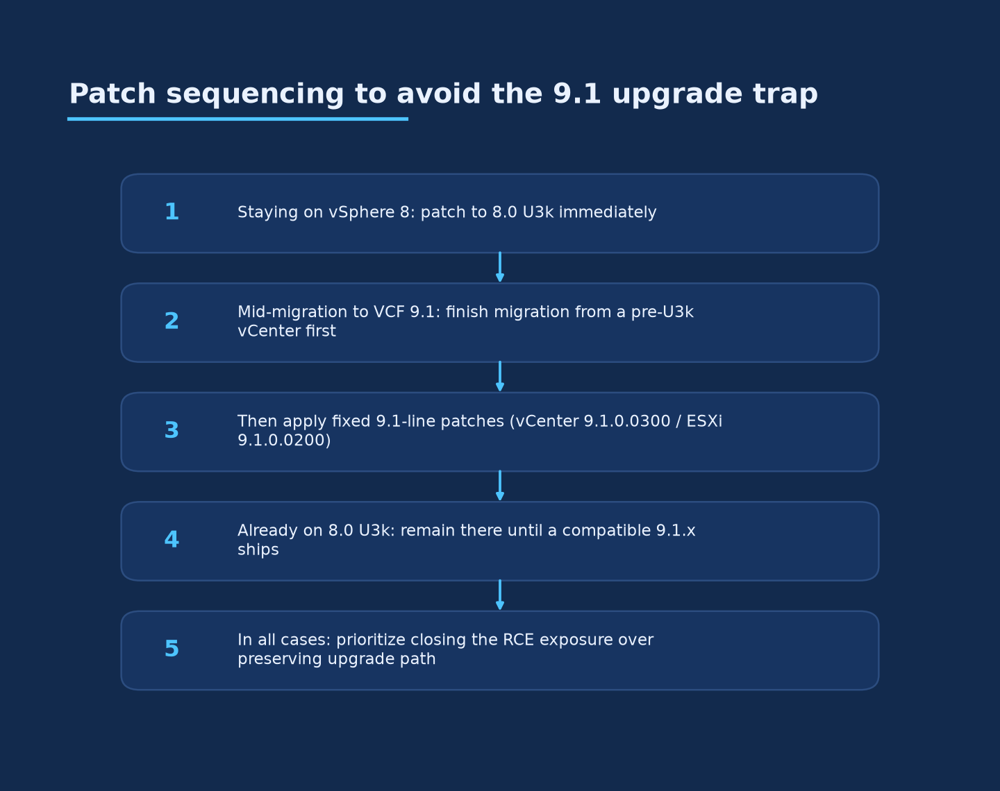 Patch sequencing to avoid the 9.1 upgrade trap
1
Staying on vSphere 8: patch to 8.0 U3k immediately
2
Mid-migration to VCF 9.1: finish migration from a pre-U3k
vCenter first
3
Then apply fixed 9.1-line patches (vCenter 9.1.0.0300 / ESXi
9.1.0.0200)
4
Already on 8.0 U3k: remain there until a compatible 9.1.x
ships
5
In all cases: prioritize closing the RCE exposure over
preserving upgrade path